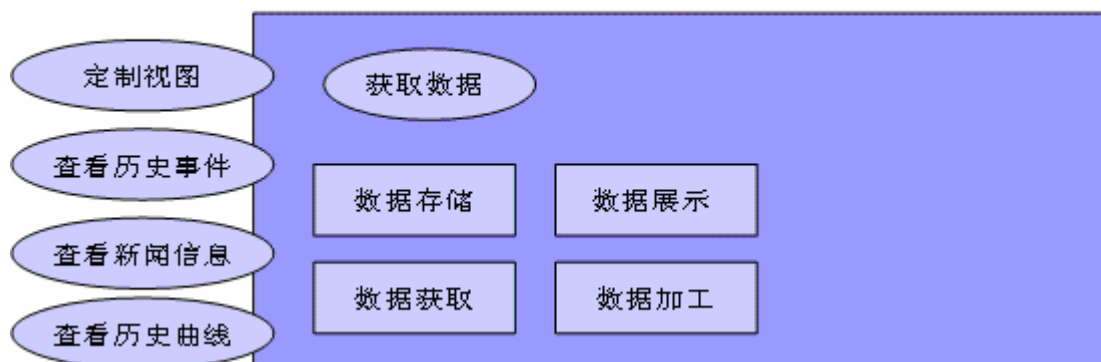 定制视图
获取数据
查看历史事件
数据存储
数据展示
查看新闻信息
数据获取
数据加工
查看历史曲线